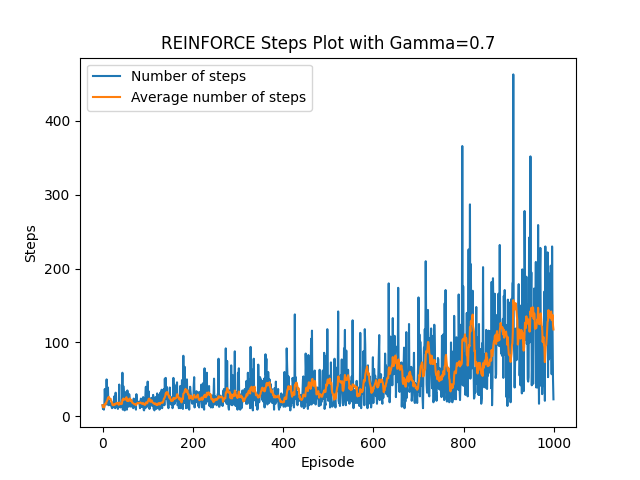 REINFORCE Steps Plot with Gamma=0.7
Number of steps
Average number of steps
400
300
200
100
0
Steps
0
200
400
600
800
1000
Episode